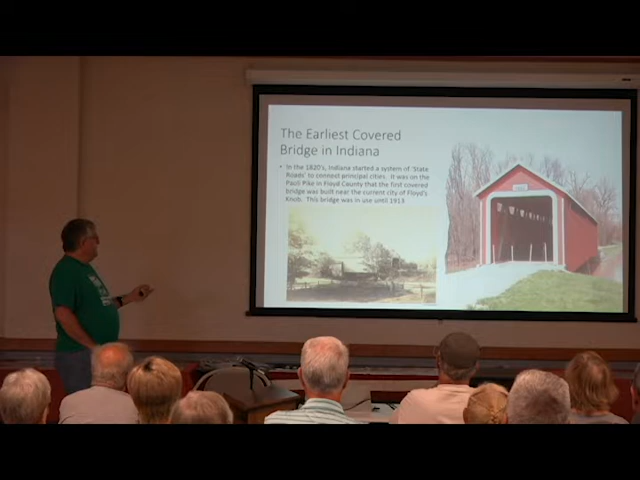 The Earliest Covered
Bridge in Indiana
• In the 1820's, Indiana started a system of 'State
Roads' to connect principal cities. It was on the
Paoli Pike in Floyd County that the first covered
bridge was built near the current city of Floyd's
Knob. This bridge was in use until 1913